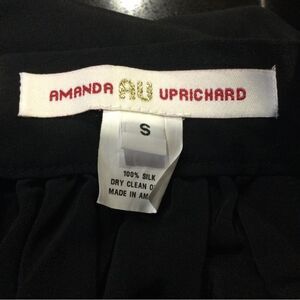 AMANDA AU UPRICHARD
S
100% SILK
DRY CLEAN
MADE IN